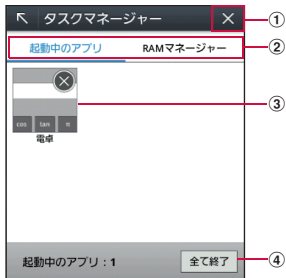 タスクマネージャー
①
起動中のアプリ RAMマネージャー
②
③
cos tan π
電卓
起動中のアプリ：1 全て終了
④